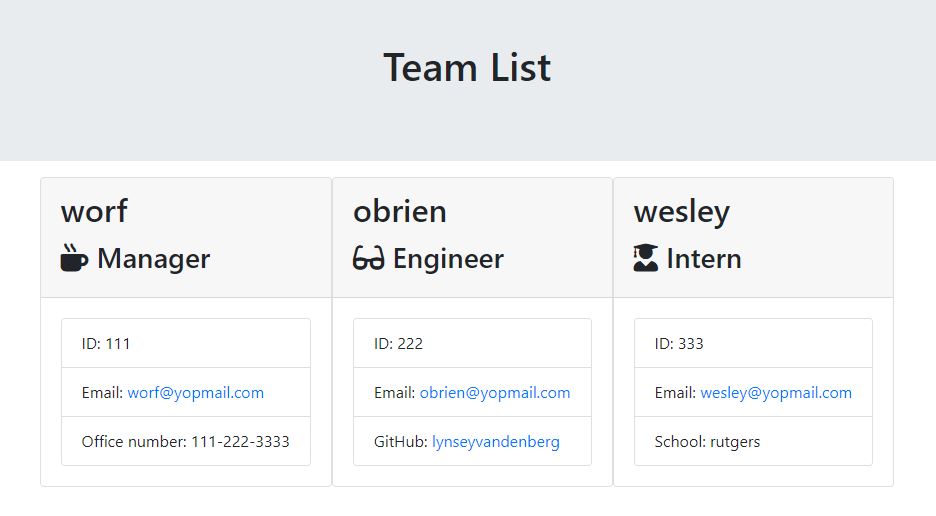 Team List
worf
Manager
ID: 111
Email: worf@yopmail.com
Office number: 111-222-3333
obrien
Engineer
ID: 222
Email: obrien@yopmail.com
GitHub: lynseyvandenberg
wesley
Intern
ID: 333
Email: wesley@yopmail.com
School: rutgers